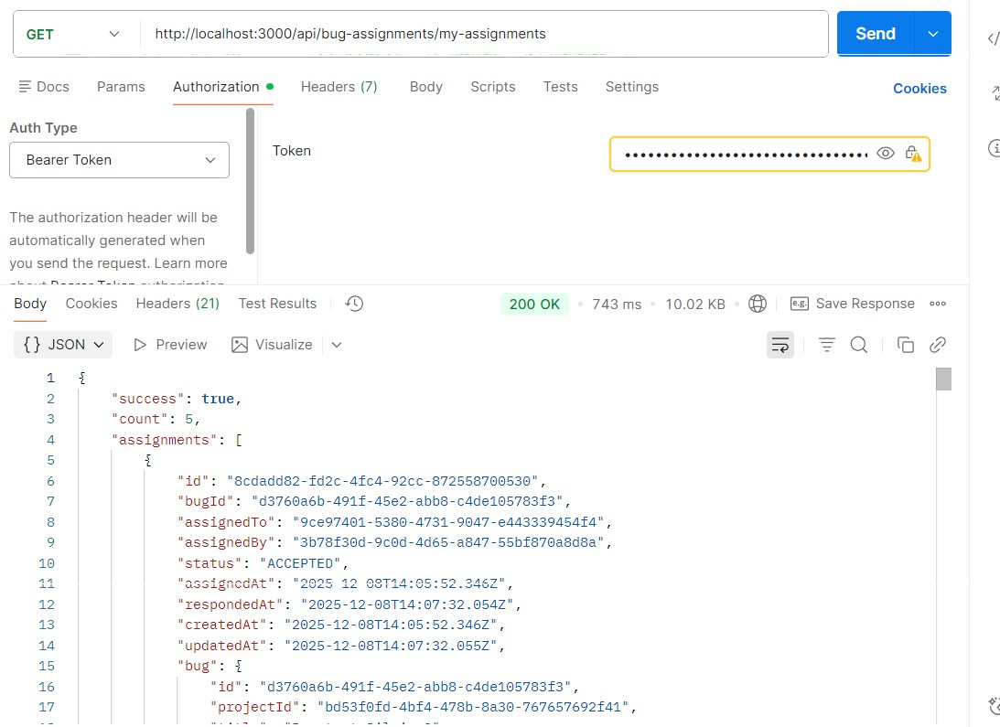 GET http://localhost:3000/api/bug-assignments/my-assignments Send
Docs Params Authorization Headers (7) Body Scripts Tests Settings Cookies
Auth Type
Bearer Token
Token
The authorization header will be
automatically generated when
you send the request. Learn more
about Bearer Token authorization
Body Cookies Headers (21) Test Results 200 OK 743 ms 10.02 KB e.g. Save Response
{} JSON Preview Visualize
1 {
2 "success": true,
3 "count": 5,
4 "assignments": [
5 {
6 "id": "8cdadd82-fd2c-4fc4-92cc-872558700530",
7 "bugId": "d3760a6b-491f-45e2-abb8-c4de105783f3",
8 "assignedTo": "9ce97401-5380-4731-9047-e443339454f4",
9 "assignedBy": "3b78f30d-9c0d-4d65-a847-55bf870a8d8a",
10 "status": "ACCEPTED",
11 "assignedAt": "2025-12-08T14:05:52.346Z",
12 "respondedAt": "2025-12-08T14:07:32.054Z",
13 "createdAt": "2025-12-08T14:05:52.346Z",
14 "updatedAt": "2025-12-08T14:07:32.055Z",
15 "bug": {
16 "id": "d3760a6b-491f-45e2-abb8-c4de105783f3",
17 "projectId": "bd53f0fd-4bf4-478b-8a30-767657692f41",